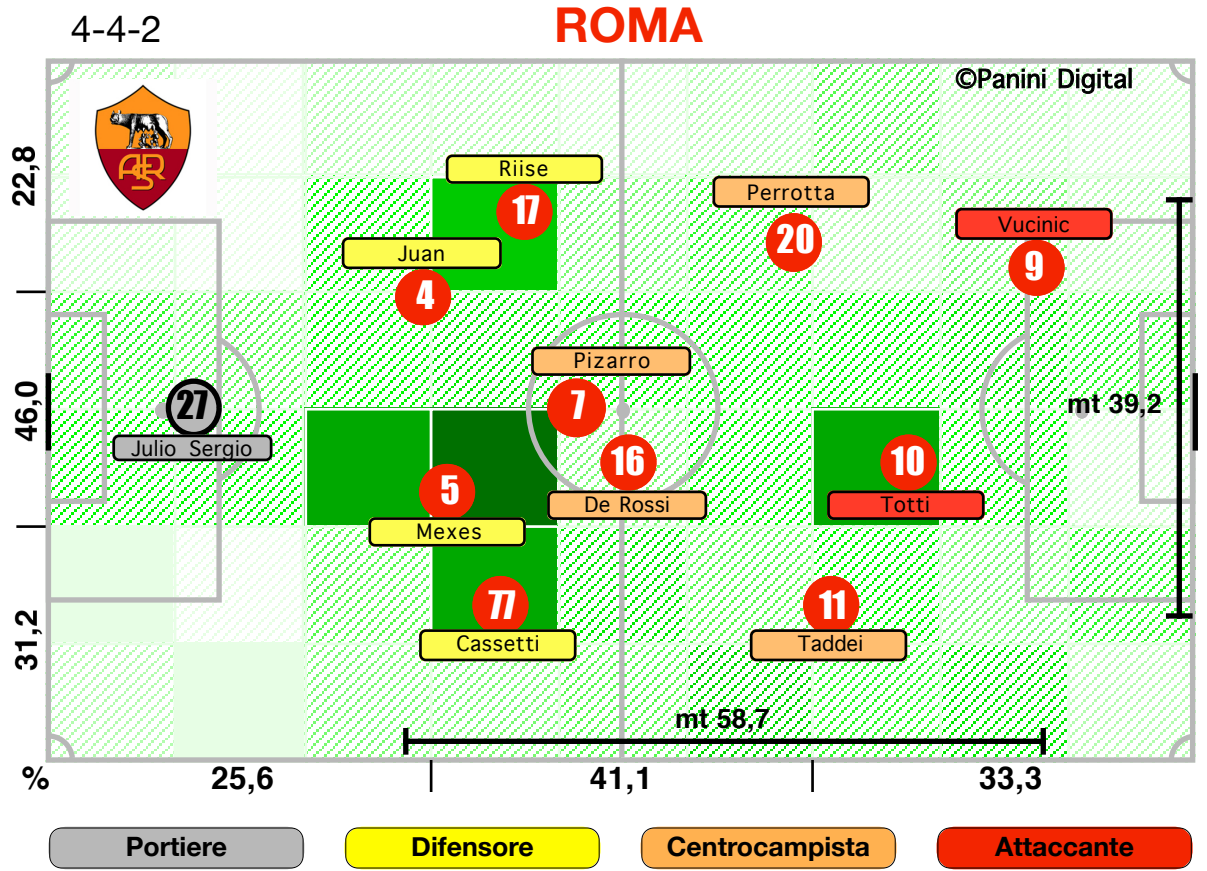 4-4-2
ROMA
©Panini Digital
ASR
22,8
46,0
31,2
Riise
17
Perrotta
20
Vucinic
9
Juan
4
Pizarro
7
27
Julio Sergio
mt 39,2
16
De Rossi
10
Totti
5
Mexes
77
Cassetti
11
Taddei
mt 58,7
%
25,6
41,1
33,3
Portiere
Difensore
Centrocampista
Attaccante